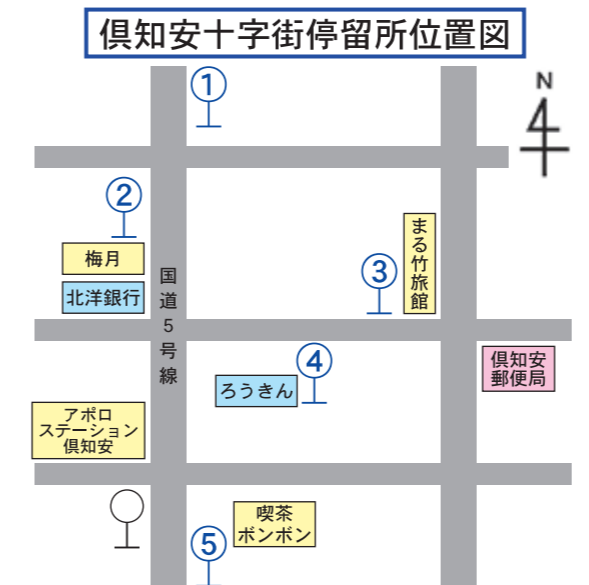 倶知安十字街停留所位置図
①
N
②
梅月
北洋銀行
国道5号線
③
まる竹旅館
④
ろうきん
倶知安
郵便局
アポロ
ステーション
倶知安
喫茶
ボンボン
⑤